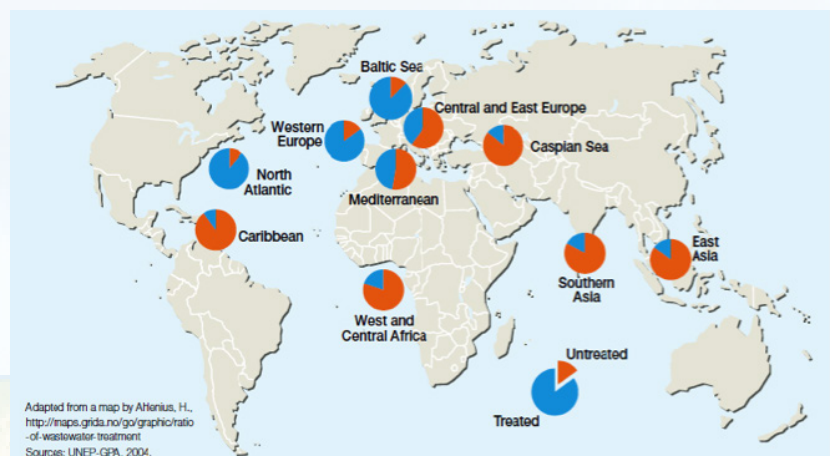 Baltic Sea
Central and East Europe
Western
Europe
Caspian Sea
North
Atlantic
Mediterranean
Caribbean
East
Asia
Southern
Asia
West and
Central Africa
Untreated
Treated
Adapted from a map by AHenius, H.,
http://maps.grida.no/go/graphic/ratio
-of-wastewater-treatment
Sources: UNEP-GPA, 2004.